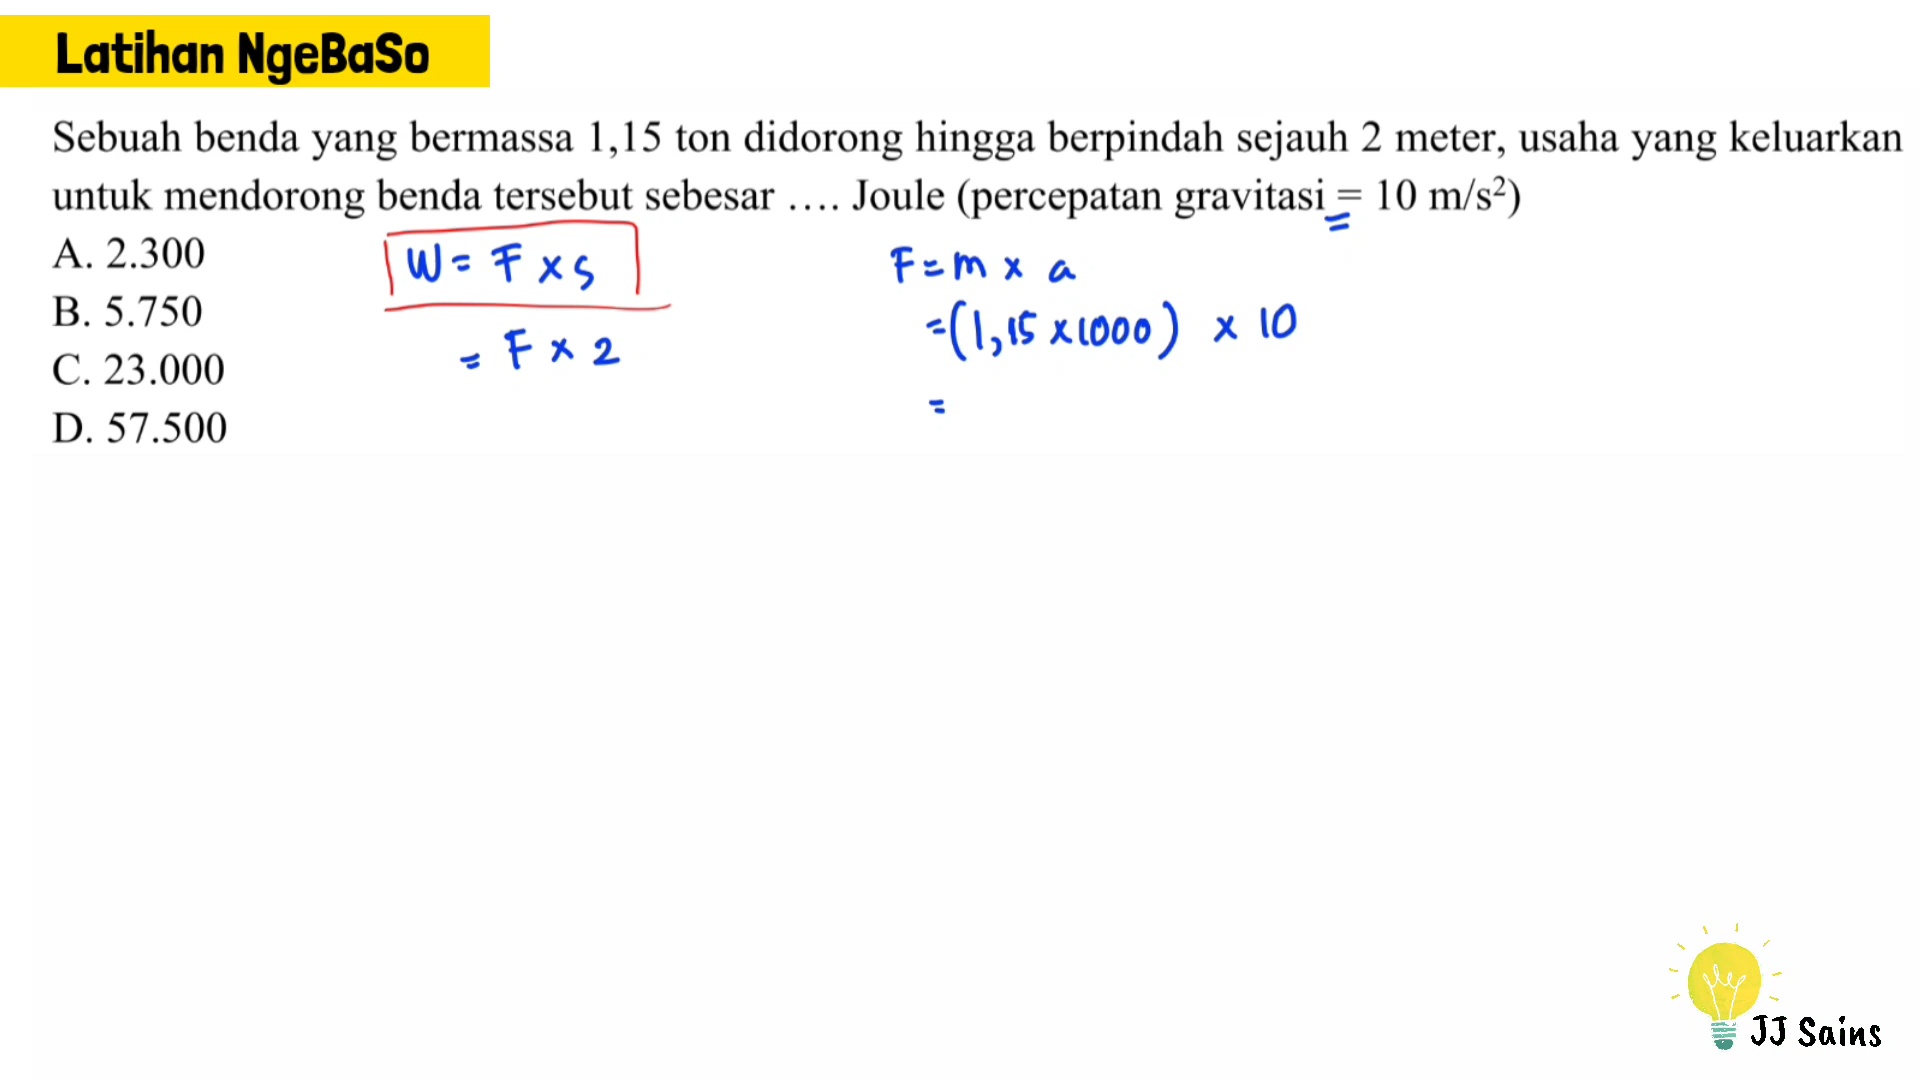 Latihan NgeBaSo
Sebuah benda yang bermassa 1,15 ton didorong hingga berpindah sejauh 2 meter, usaha yang keluarkan
untuk mendorong benda tersebut sebesar …. Joule (percepatan gravitasi = 10 m/s²)
A. 2.300
B. 5.750
C. 23.000
D. 57.500
W = F × s
= F × 2
F = m × a
= (1,15 × 1000) × 10
=
JJ Sains